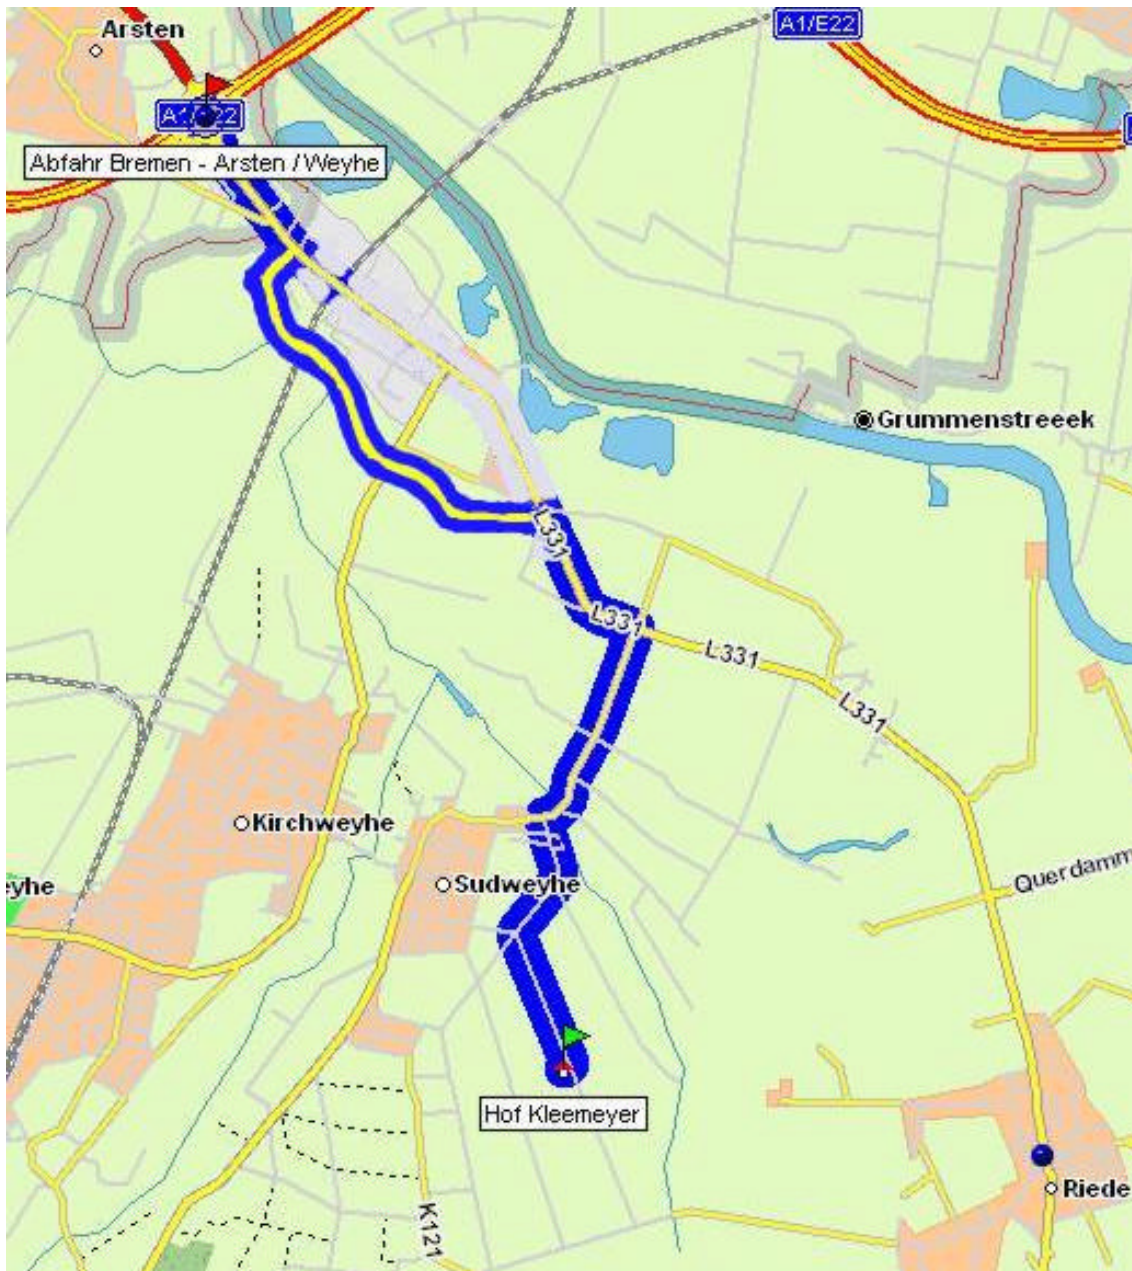 Arsten
A1/E22
A1/E22
Abfahr Bremen - Arsten / Weyhe
Grummenstreeek
L331
L331
L331
L331
Kirchweyhe
Querdamm
eyhe
Sudweyhe
Hof Kleemeyer
Riede
K121